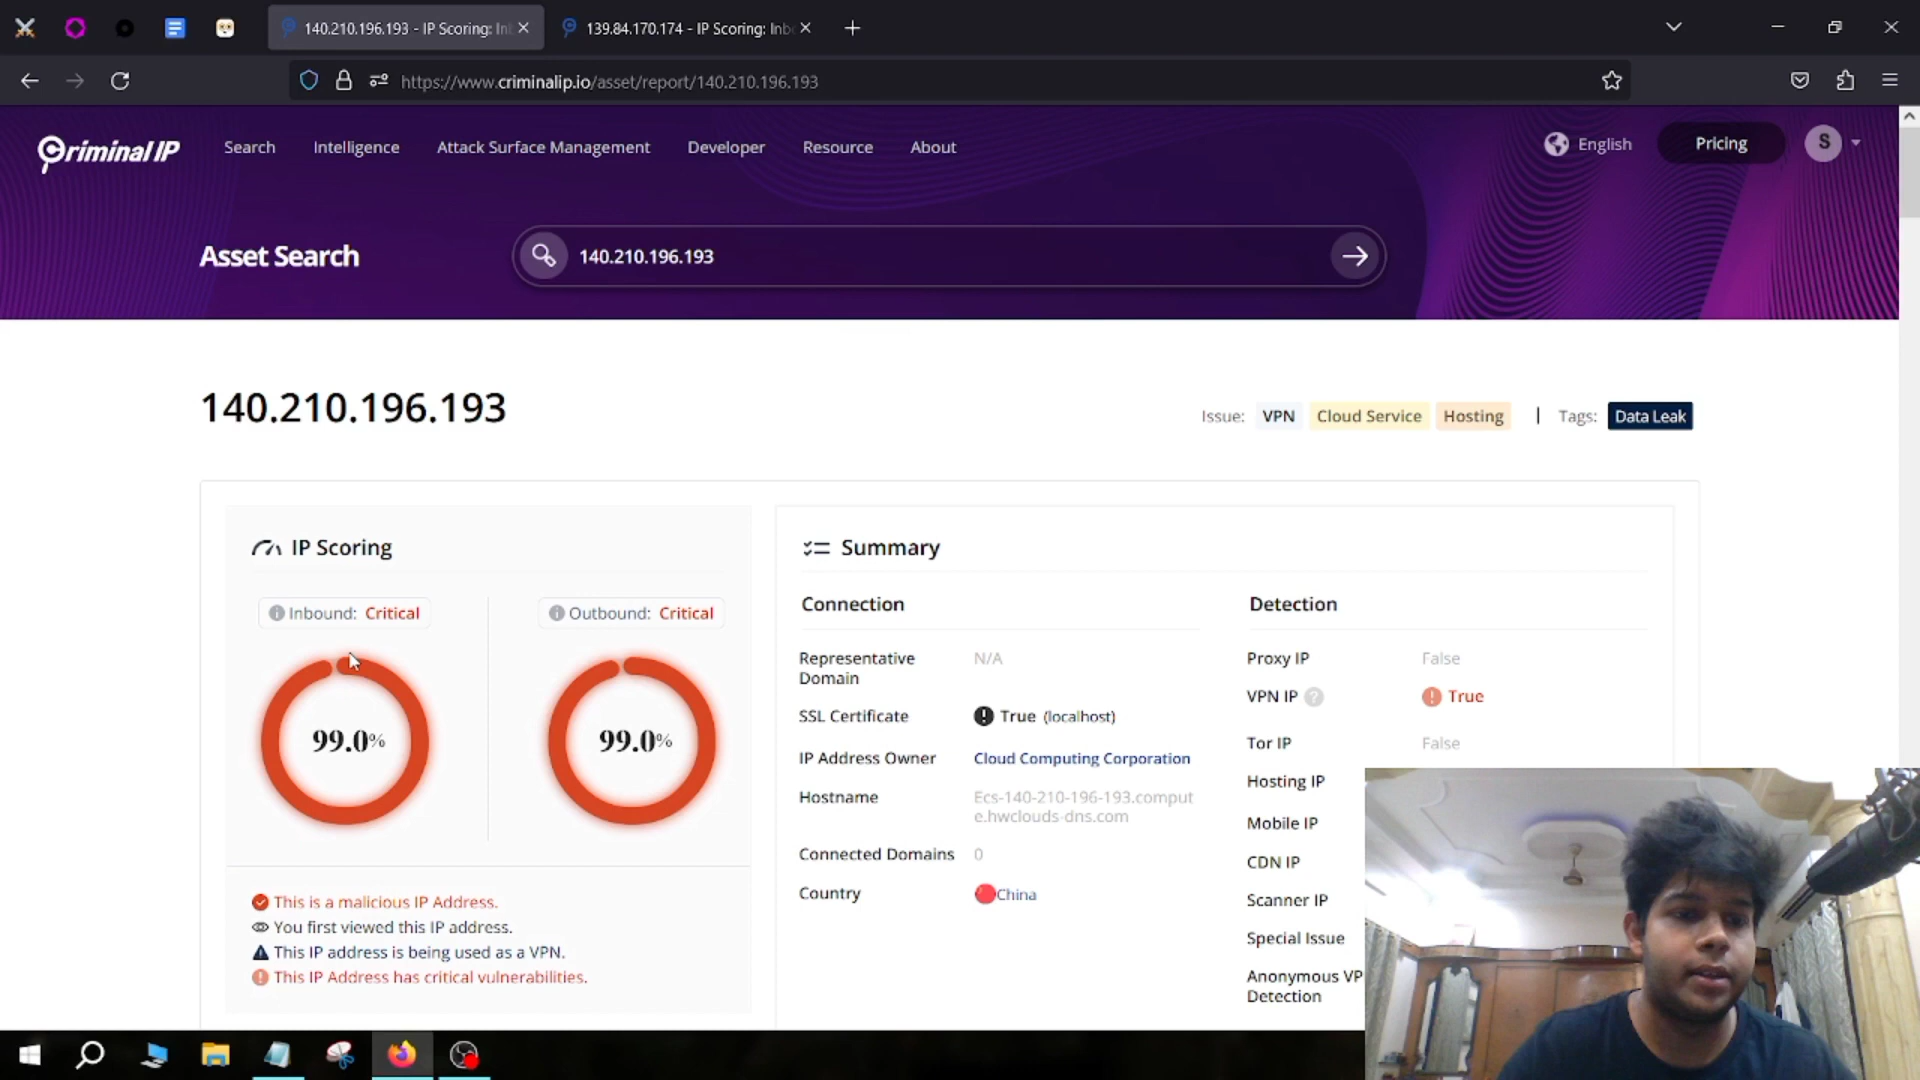 140.210.196.193 - IP Scoring: In
139.84.170.174 - IP Scoring: Inb
https://www.criminalip.io/asset/report/140.210.196.193
Criminal IP
Search
Intelligence
Attack Surface Management
Developer
Resource
About
English
Pricing
S
Asset Search
140.210.196.193
140.210.196.193
Issue: VPN Cloud Service Hosting | Tags: Data Leak
IP Scoring
Inbound: Critical
Outbound: Critical
99.0%
99.0%
This is a malicious IP Address.
You first viewed this IP address.
This IP address is being used as a VPN.
This IP Address has critical vulnerabilities.
Summary
Connection
Representative Domain N/A
SSL Certificate True (localhost)
IP Address Owner Cloud Computing Corporation
Hostname Ecs-140-210-196-193.comput
e.hwclouds-dns.com
Connected Domains 0
Country China
Detection
Proxy IP False
VPN IP ? True
Tor IP False
Hosting IP
Mobile IP
CDN IP
Scanner IP
Special Issue
Anonymous VP
Detection